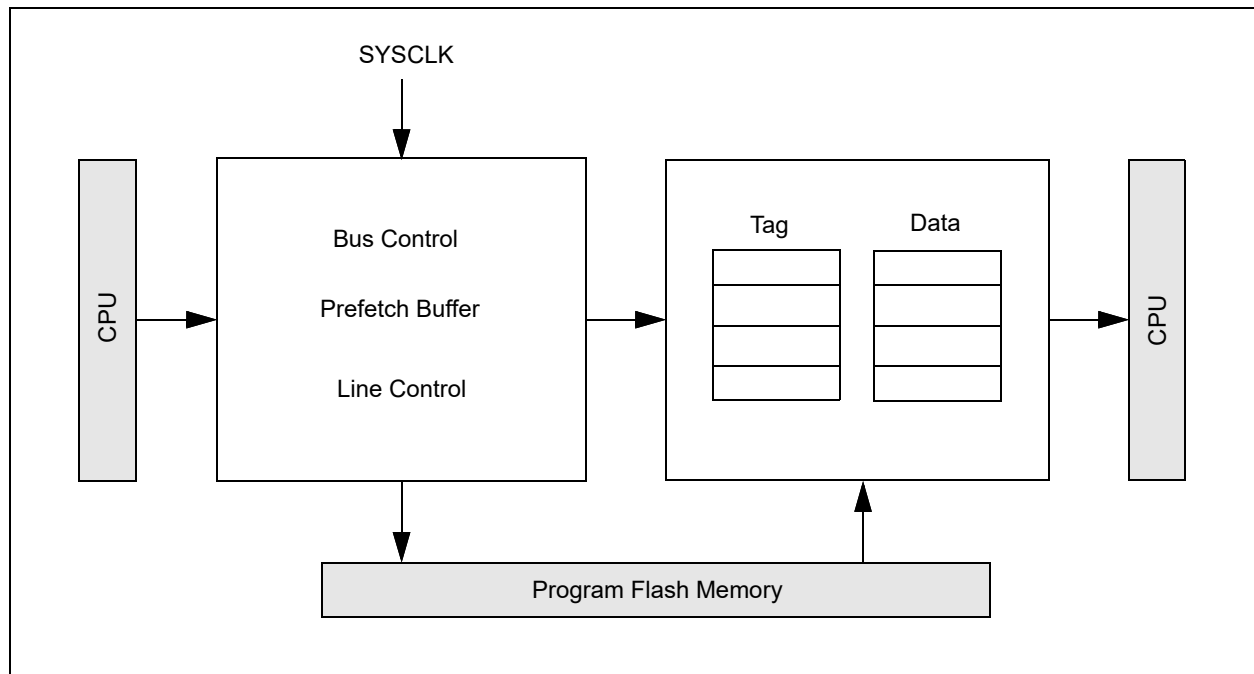 SYSCLK
CPU
Bus Control
Prefetch Buffer
Line Control
Tag
Data
CPU
Program Flash Memory